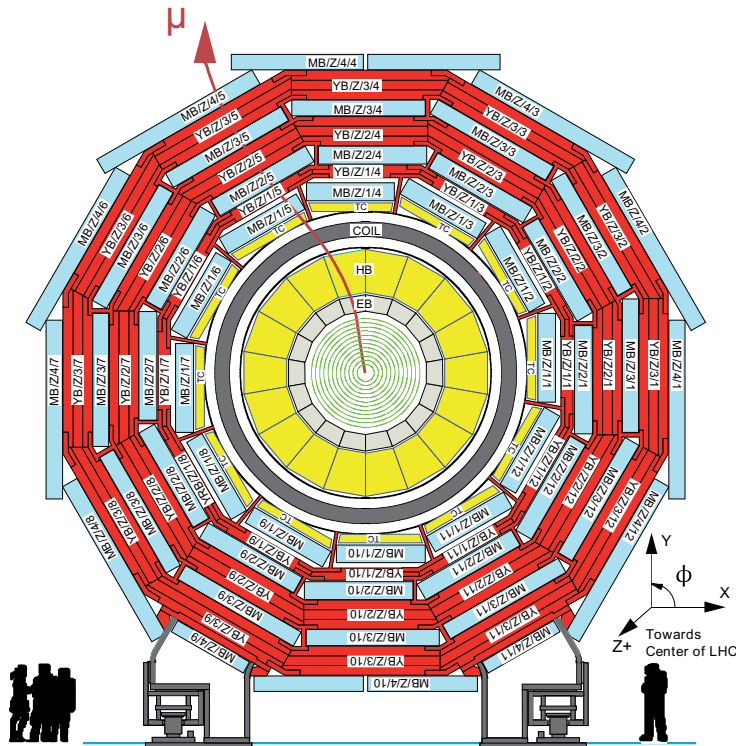 μ
MB/Z/4/4
YB/Z/3/4
MB/Z/3/4
YB/Z/2/4
MB/Z/2/4
YB/Z/1/4
MB/Z/1/4
TC
MB/Z/4/5
YB/Z/3/5
MB/Z/3/5
YB/Z/2/5
MB/Z/2/5
YB/Z/1/5
MB/Z/1/5
TC
MB/Z/4/3
YB/Z/3/3
MB/Z/3/3
YB/Z/2/3
MB/Z/2/3
YB/Z/1/3
MB/Z/1/3
TC
MB/Z/4/6
YB/Z/3/6
MB/Z/3/6
YB/Z/2/6
MB/Z/2/6
YB/Z/1/6
MB/Z/1/6
TC
COIL
HB
EB
TC
MB/Z/1/2
YB/Z/1/2
MB/Z/2/2
YB/Z/2/2
MB/Z/3/2
YB/Z/3/2
MB/Z/4/2
MB/Z/4/7
YB/Z/3/7
MB/Z/3/7
YB/Z/2/7
MB/Z/2/7
YB/Z/1/7
MB/Z/1/7
TC
TC
MB/Z/1/1
YB/Z/1/1
MB/Z/2/1
YB/Z/2/1
MB/Z/3/1
YB/Z/3/1
MB/Z/4/1
MB/Z/4/8
YB/Z/3/8
MB/Z/3/8
YB/Z/2/8
MB/Z/2/8
MB/Z/1/8
TC
TC
MB/Z/1/12
YB/Z/1/12
MB/Z/2/12
YB/Z/2/12
MB/Z/3/12
YB/Z/3/12
MB/Z/4/12
TC
MB/Z/1/9
YB/Z/1/9
MB/Z/2/9
YB/Z/2/9
MB/Z/3/9
YB/Z/3/9
MB/Z/4/9
TC
MB/Z/1/10
YB/Z/1/10
MB/Z/2/10
YB/Z/2/10
MB/Z/3/10
YB/Z/3/10
MB/Z/4/10
TC
MB/Z/1/11
YB/Z/1/11
MB/Z/2/11
YB/Z/2/11
MB/Z/3/11
YB/Z/3/11
MB/Z/4/11
Y
ϕ
X
Z+
Towards
Center of LHC